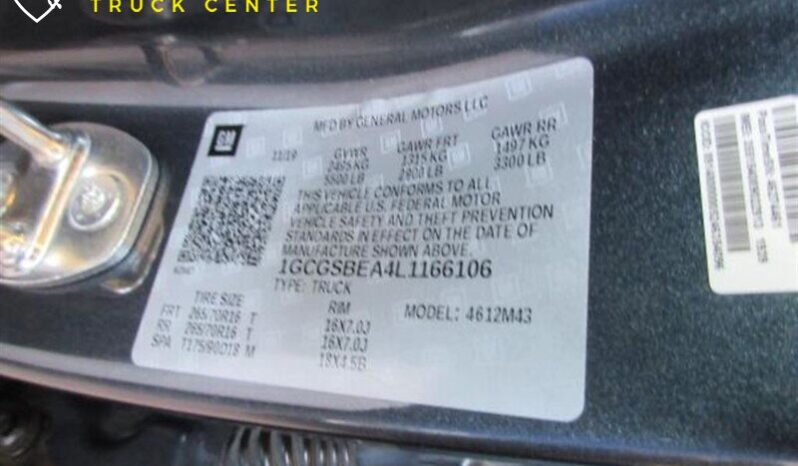 TRUCK CENTER
GM
MFD BY GENERAL MOTORS LLC
11/19 GVWR GAWR FRT GAWR RR
2495 KG 1315 KG 1497 KG
5500 LB 2900 LB 3300 LB
THIS VEHICLE CONFORMS TO ALL
APPLICABLE U.S. FEDERAL MOTOR
VEHICLE SAFETY AND THEFT PREVENTION
STANDARDS IN EFFECT ON THE DATE OF
MANUFACTURE SHOWN ABOVE.
1GCGSBEA4L1166106
TYPE: TRUCK
TIRE SIZE RIM MODEL: 4612M43
FRT 265/70R16 T 16X7.0J
RR 265/70R16 T 16X7.0J
SPA T175/90D18 M 18X4.5B